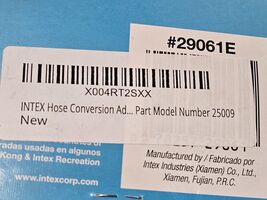 #29061E
X004RT2SXX
INTEX Hose Conversion Ad... Part Model Number 25009
New
radas usadas en algunos
Kong & Intex Recreation
www.intexcorp.com
Manufactured by / Fabricado por
Intex Industries (Xiamen) Co., Ltd.
Xiamen, Fujian, P.R.C.